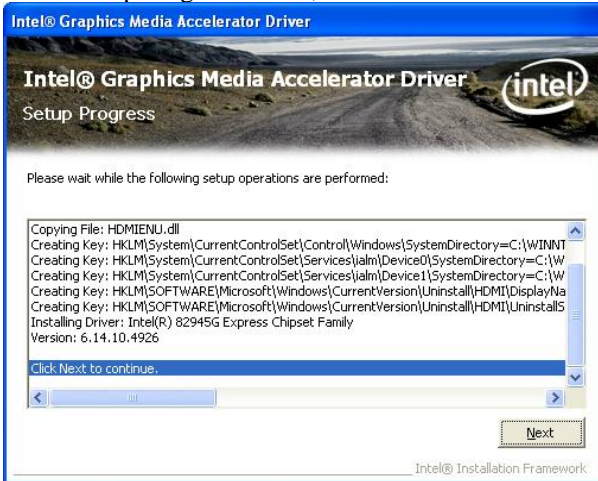 Intel® Graphics Media Accelerator Driver
Intel® Graphics Media Accelerator Driver
intel
Setup Progress
Please wait while the following setup operations are performed:
Copying File: HDMIENU.dll
Creating Key: HKLM\System\CurrentControlSet\Control\Windows\SystemDirectory=C:\WINNT
Creating Key: HKLM\System\CurrentControlSet\Services\ialm\Device0\SystemDirectory=C:\W
Creating Key: HKLM\System\CurrentControlSet\Services\ialm\Device1\SystemDirectory=C:\W
Creating Key: HKLM\SOFTWARE\Microsoft\Windows\CurrentVersion\Uninstall\HDMI\DisplayNa
Creating Key: HKLM\SOFTWARE\Microsoft\Windows\CurrentVersion\Uninstall\HDMI\UninstallS
Installing Driver: Intel(R) 82945G Express Chipset Family
Version: 6.14.10.4926
Click Next to continue.
Next
Intel® Installation Framework